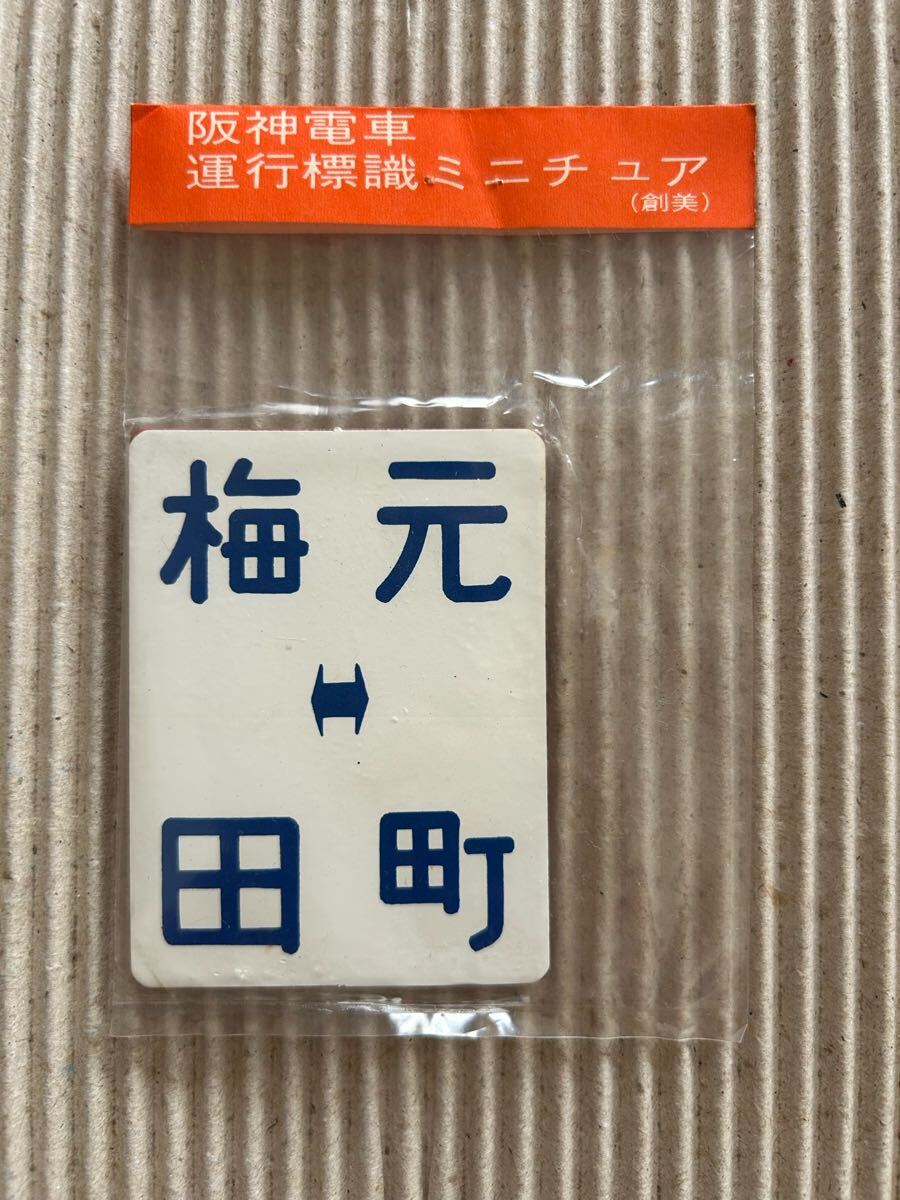 阪神電車
運行標識ミニチュア
(創美)
梅田
元町